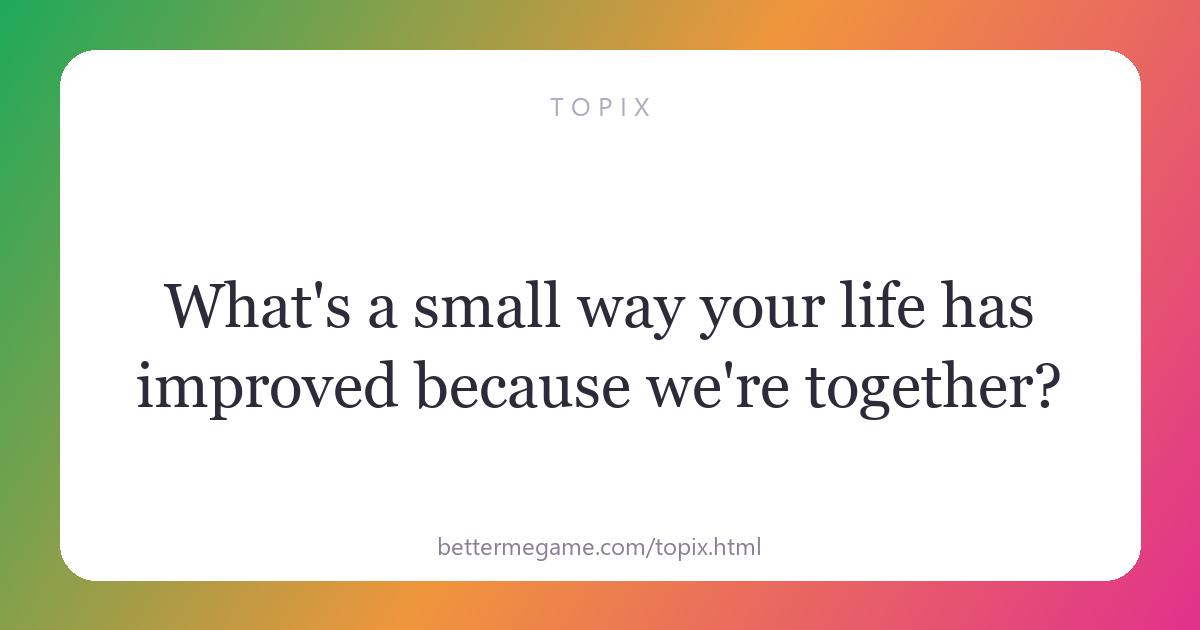 TOPIX
What's a small way your life has
improved because we're together?
bettermegame.com/topix.html